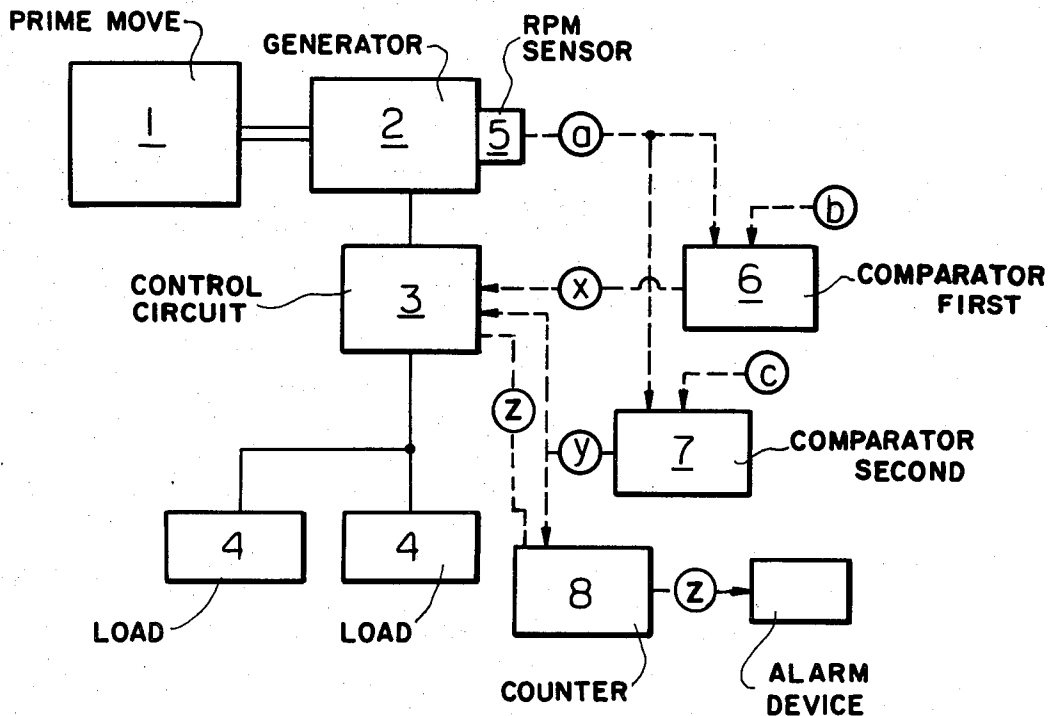 PRIME MOVE
GENERATOR
RPM
SENSOR
1
2
5
a
b
CONTROL
CIRCUIT
3
x
6
COMPARATOR
FIRST
c
z
y
7
COMPARATOR
SECOND
4
4
LOAD
LOAD
8
z
COUNTER
ALARM
DEVICE